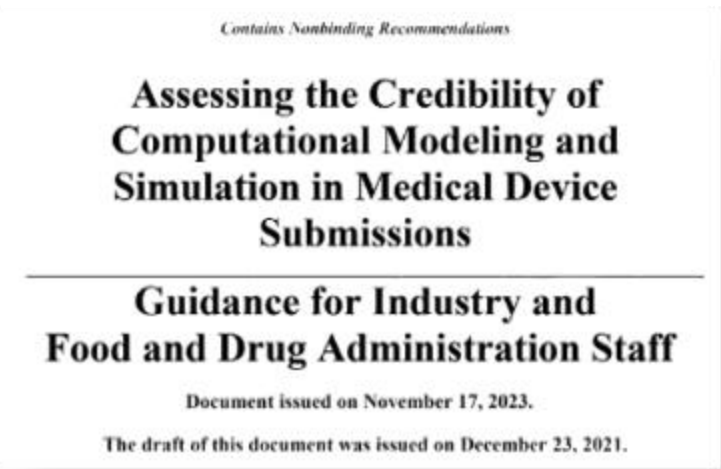 Contains Nonbinding Recommendations
Assessing the Credibility of
Computational Modeling and
Simulation in Medical Device
Submissions
Guidance for Industry and
Food and Drug Administration Staff
Document issued on November 17, 2023.
The draft of this document was issued on December 23, 2021.